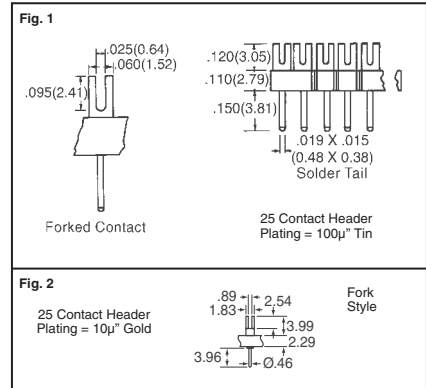 Fig. 1
.025(0.64)
.060(1.52)
.095(2.41)
Forked Contact
.120(3.05)
.110(2.79)
.150(3.81)
.019 X .015
(0.48 X 0.38)
Solder Tail
25 Contact Header
Plating = 100µ" Tin
Fig. 2
25 Contact Header
Plating = 10µ" Gold
.89
2.54
1.83
3.99
2.29
3.96
Ø.46
Fork
Style